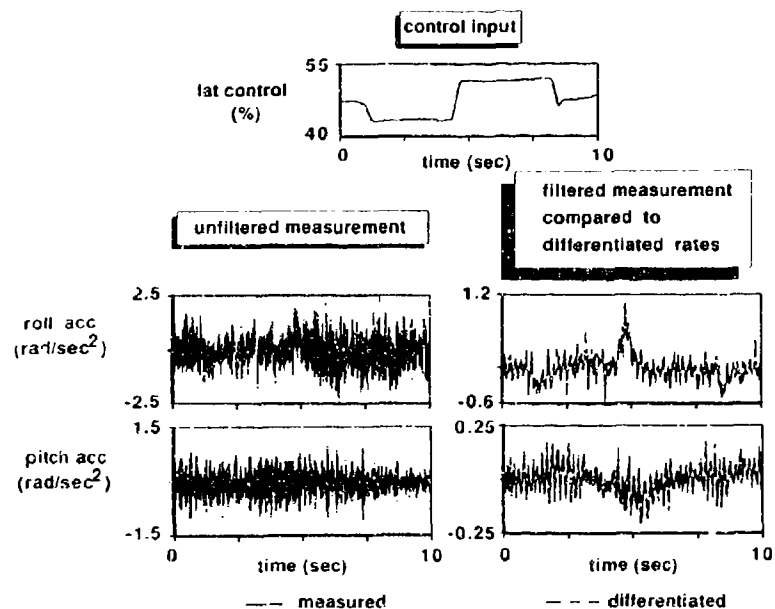 control input
55
lat control
(%)
40
0
time (sec)
10
unfiltered measurement
filtered measurement
compared to
differentiated rates
2.5
roll acc
(rad/sec²)
-2.5
1.2
-0.6
1.5
pitch acc
(rad/sec²)
-1.5
0
time (sec)
10
0.25
-0.25
0
time (sec)
10
measured
differentiated